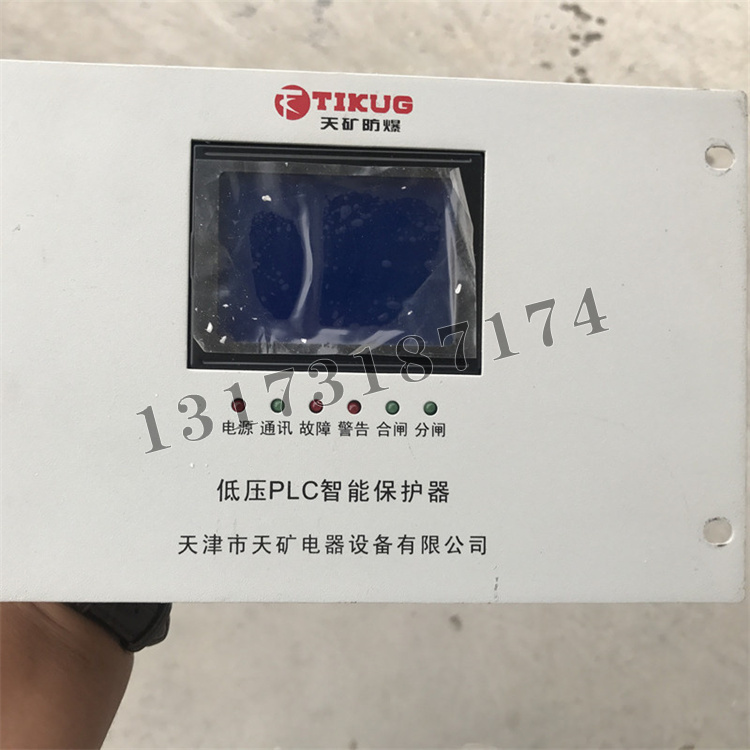 TIKUG
天矿防爆
13173187174
电源 通讯 故障 警告 合闸 分闸
低压PLC智能保护器
天津市天矿电器设备有限公司